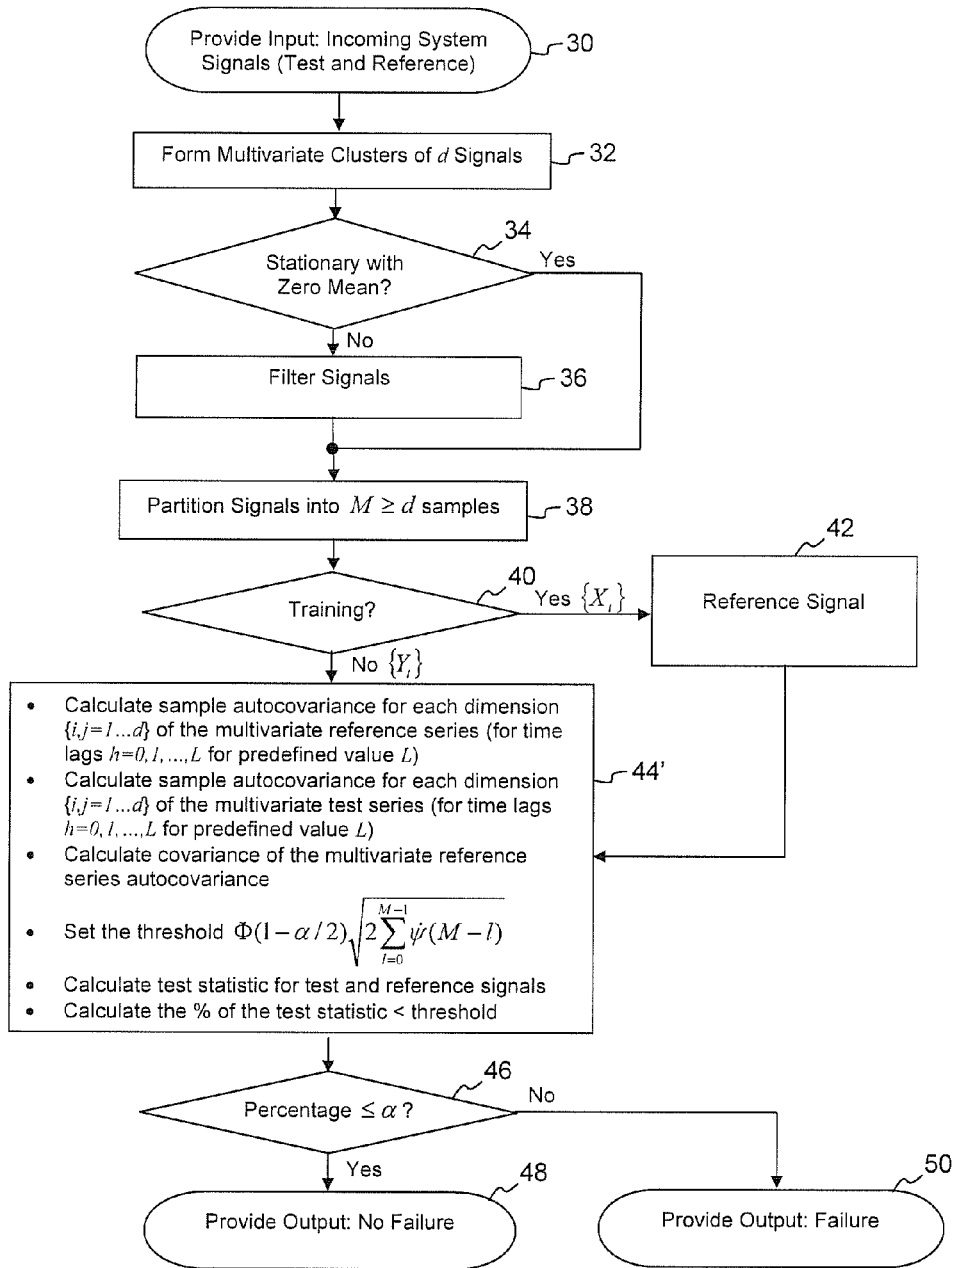 Provide Input: Incoming System
Signals (Test and Reference)
30
Form Multivariate Clusters of d Signals
32
34
Stationary with
Zero Mean?
Yes
No
Filter Signals
36
Partition Signals into M ≥ d samples
38
40
Training?
Yes {X_t}
42
Reference Signal
No {Y_t}
• Calculate sample autocovariance for each dimension
{i,j=1...d} of the multivariate reference series (for time
lags h=0,1,...,L for predefined value L)
• Calculate sample autocovariance for each dimension
{i,j=1...d} of the multivariate test series (for time lags
h=0,1,...,L for predefined value L)
• Calculate covariance of the multivariate reference
series autocovariance
• Set the threshold Φ(1−α/2)√(2∑_{l=0}^{M−1} ψ̇(M−l))
• Calculate test statistic for test and reference signals
• Calculate the % of the test statistic < threshold
44'
46
Percentage ≤ α ?
No
Yes
48
Provide Output: No Failure
50
Provide Output: Failure